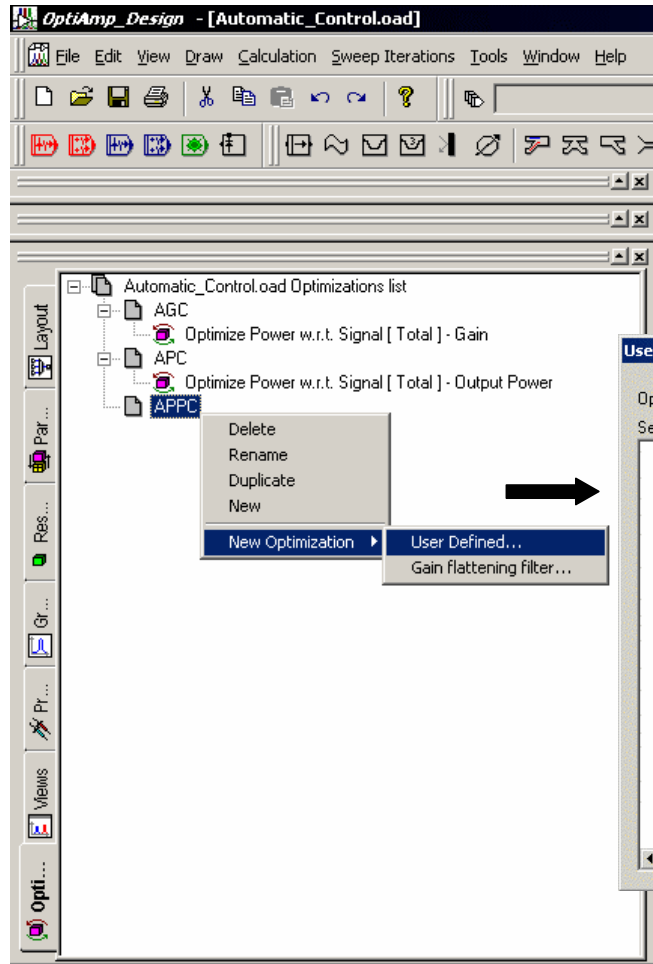 OptiAmp_Design - [Automatic_Control.oad]
File Edit View Draw Calculation Sweep Iterations Tools Window Help
Automatic_Control.oad Optimizations list
AGC
Optimize Power w.r.t. Signal [ Total ] - Gain
APC
Optimize Power w.r.t. Signal [ Total ] - Output Power
APPC
Delete
Rename
Duplicate
New
New Optimization
User Defined...
Gain flattening filter...
Layout
Par...
Res...
Gr...
Pr...
Views
Opti...
Use
Op
Se